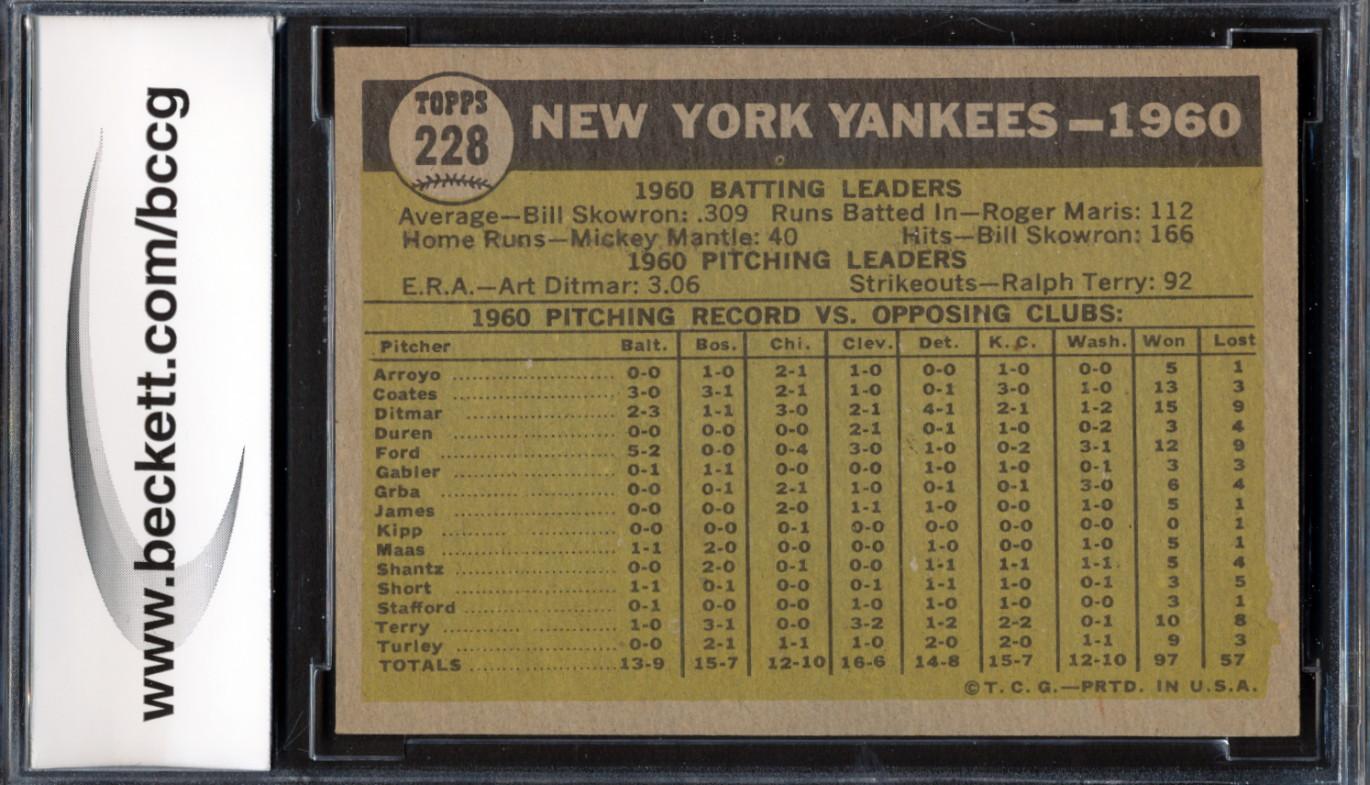 www.beckett.com/bccg
TOPPS
228
NEW YORK YANKEES—1960
1960 BATTING LEADERS
Average—Bill Skowron: .309 Runs Batted In—Roger Maris: 112
Home Runs—Mickey Mantle: 40 Hits—Bill Skowron: 166
1960 PITCHING LEADERS
E.R.A.—Art Ditmar: 3.06 Strikeouts—Ralph Terry: 92
1960 PITCHING RECORD VS. OPPOSING CLUBS:
Pitcher Balt. Bos. Chi. Clev. Det. K. C. Wash. Won Lost
Arroyo 0-0 1-0 2-1 1-0 0-0 1-0 0-0 5 1
Coates 3-0 3-1 2-1 1-0 0-1 3-0 1-0 13 3
Ditmar 2-3 1-1 3-0 2-1 4-1 2-1 1-2 15 9
Duren 0-0 0-0 0-0 2-1 0-1 1-0 0-2 3 4
Ford 5-2 0-0 0-4 3-0 1-0 0-2 3-1 12 9
Gabler 0-1 1-1 0-0 0-0 1-0 1-0 0-1 3 3
Grba 0-0 0-1 2-1 1-0 0-1 0-1 3-0 6 4
James 0-0 0-0 2-0 1-1 1-0 0-0 1-0 5 1
Kipp 0-0 0-0 0-1 0-0 0-0 0-0 0-0 0 1
Maas 1-1 2-0 0-0 0-0 1-0 0-0 1-0 5 1
Shantz 0-0 2-0 0-1 0-0 1-1 1-1 1-1 5 4
Short 1-1 0-1 0-0 0-1 1-1 1-0 0-1 3 5
Stafford 0-1 0-0 0-0 1-0 1-0 1-0 0-0 3 1
Terry 1-0 3-1 0-0 3-2 1-2 2-2 0-1 10 8
Turley 0-0 2-1 1-1 1-0 2-0 2-0 1-1 9 3
TOTALS 13-9 15-7 12-10 16-6 14-8 15-7 12-10 97 57
© T. C. G.—PRTD. IN U.S.A.